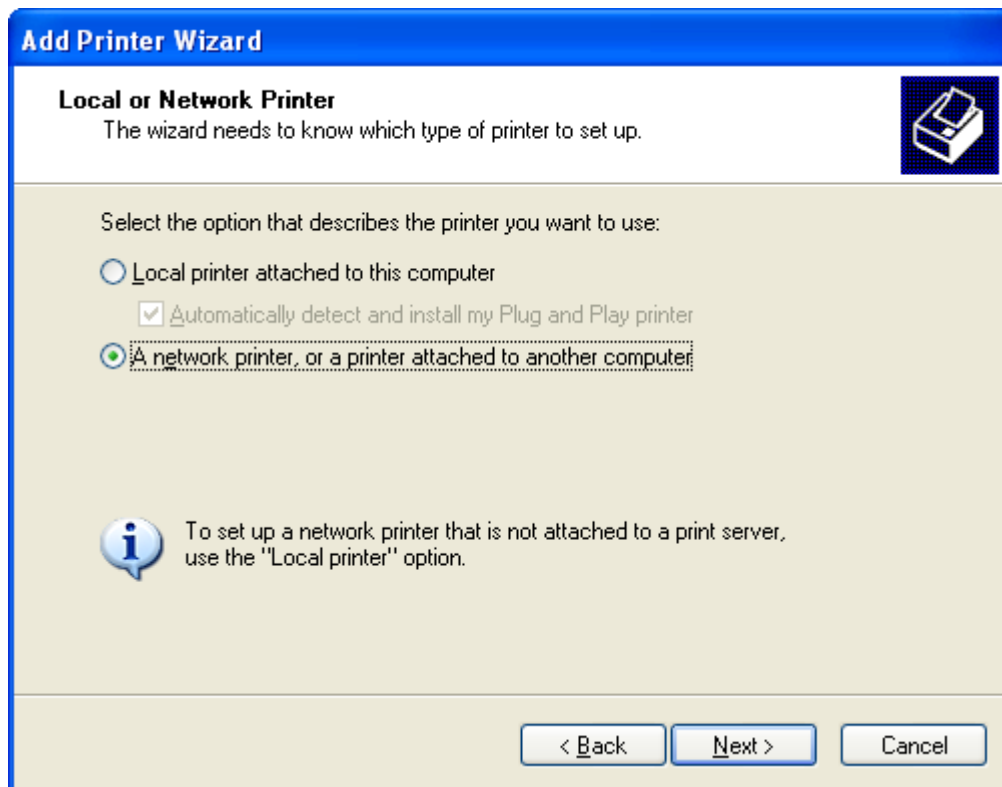 Add Printer Wizard
Local or Network Printer
The wizard needs to know which type of printer to set up.
Select the option that describes the printer you want to use:
Local printer attached to this computer
Automatically detect and install my Plug and Play printer
A network printer, or a printer attached to another computer
To set up a network printer that is not attached to a print server,
use the "Local printer" option.
< Back Next > Cancel